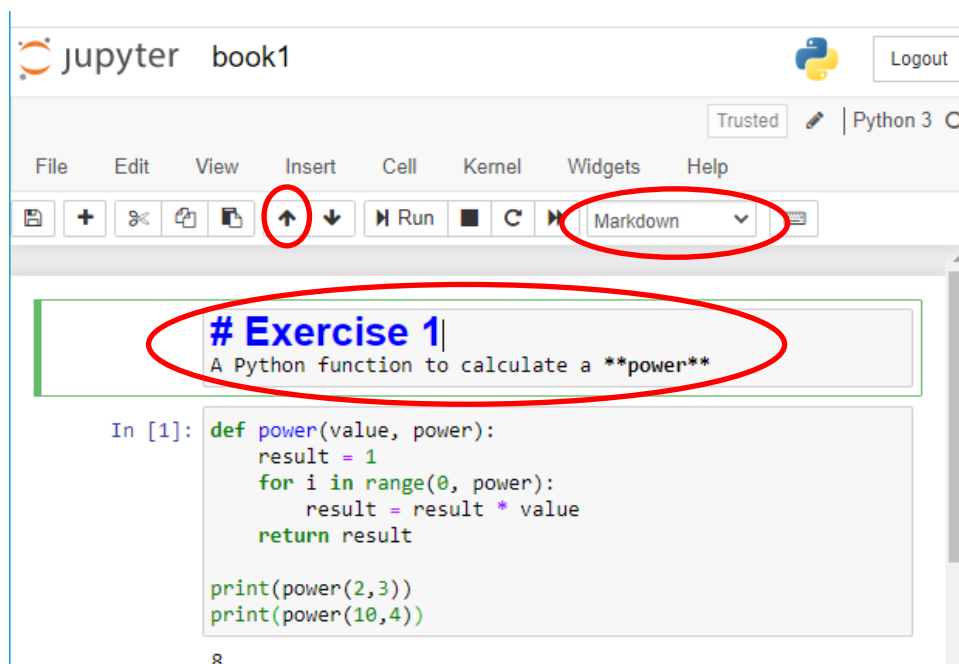 jupyter book1 Logout
Trusted Python 3
File Edit View Insert Cell Kernel Widgets Help
Run Markdown
# Exercise 1
A Python function to calculate a **power**
In [1]: def power(value, power):
result = 1
for i in range(0, power):
result = result * value
return result
print(power(2,3))
print(power(10,4))
8